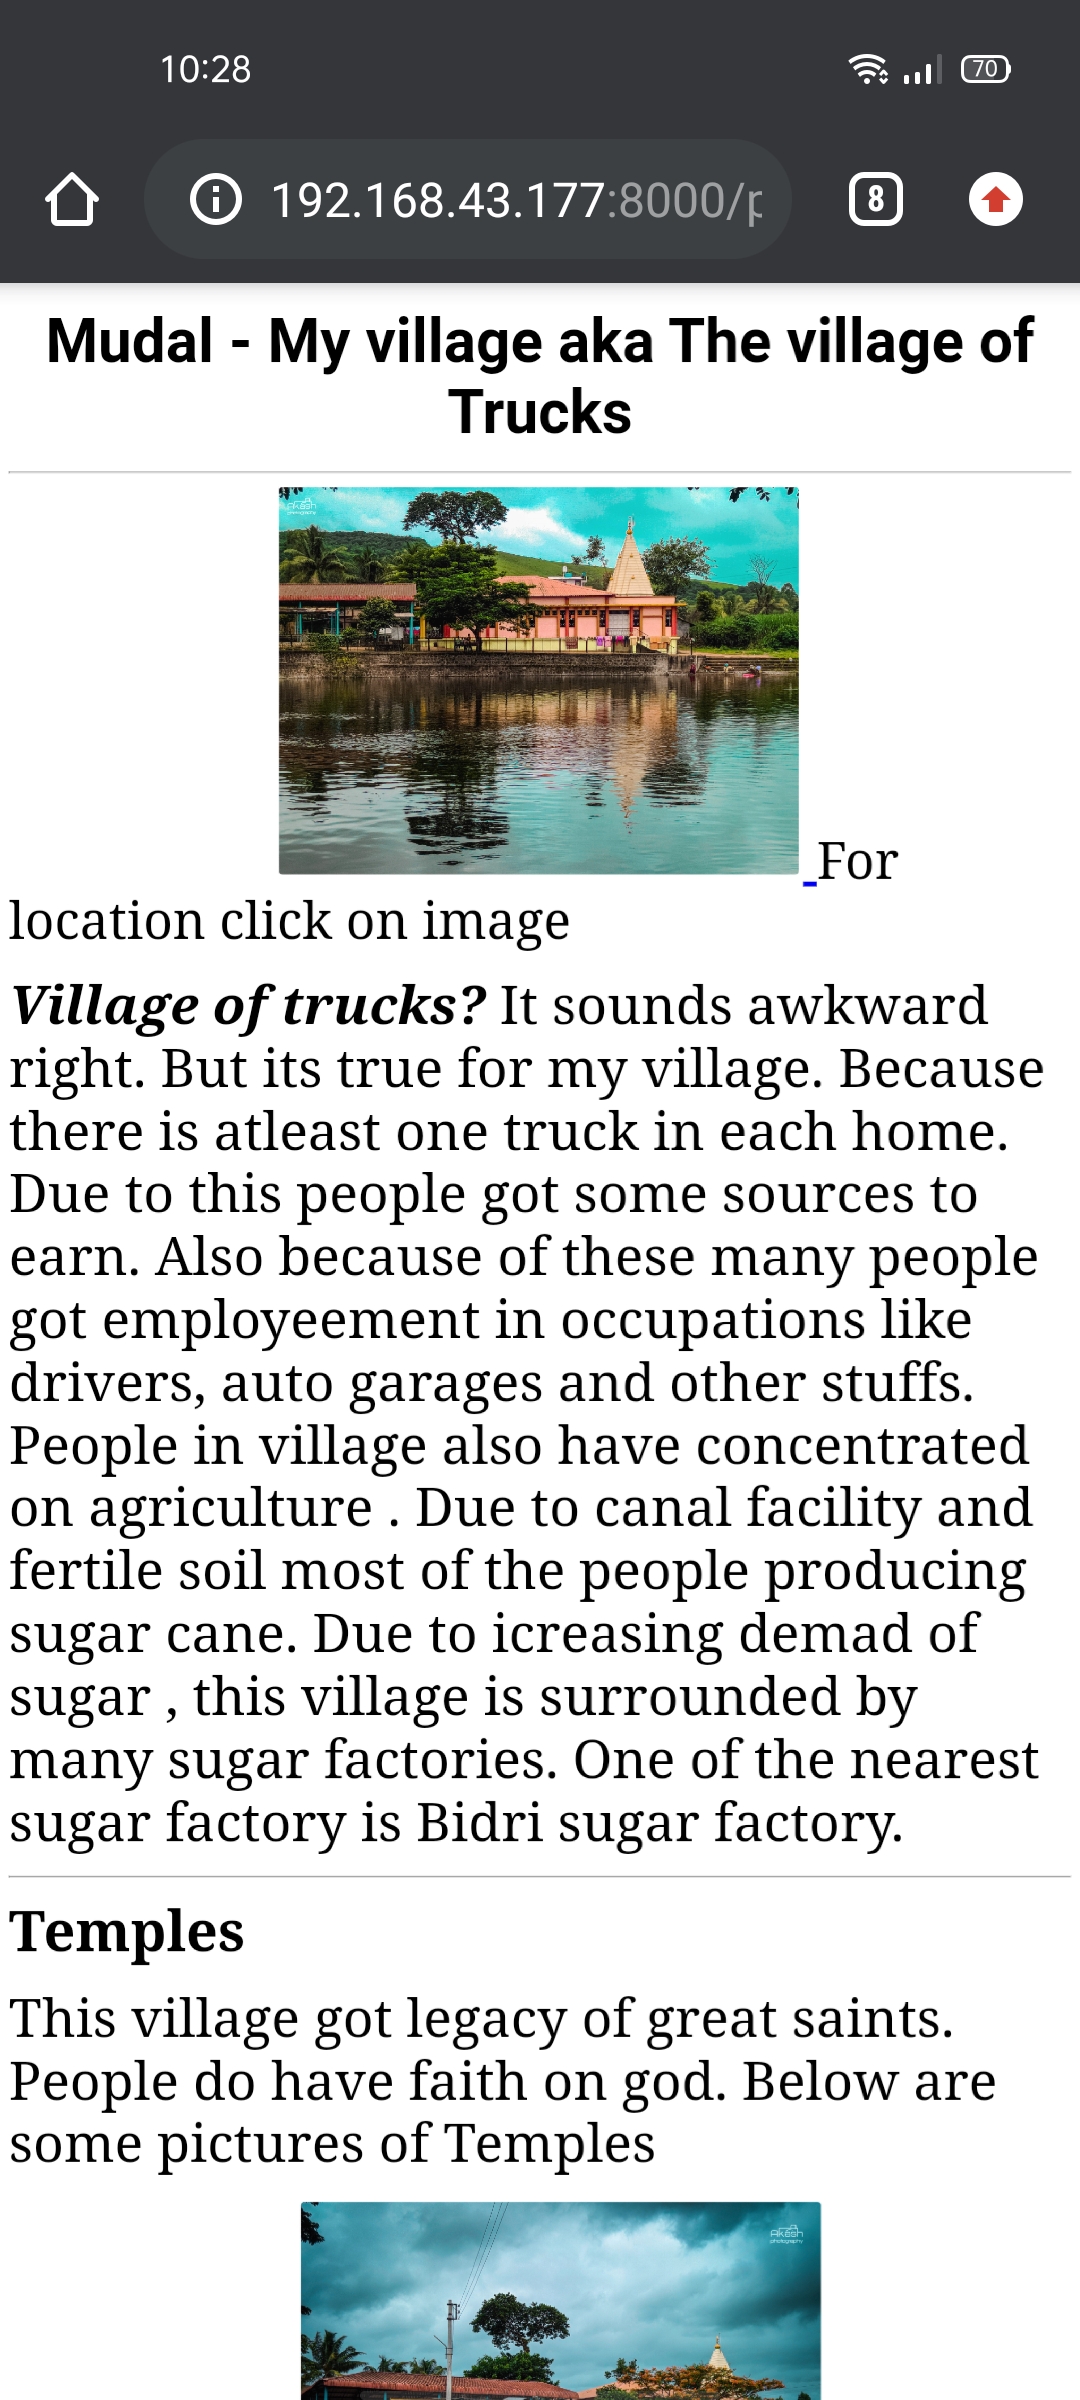 10:28
70
192.168.43.177:8000/p
8
Mudal - My village aka The village of
Trucks
Akash
photography
For
location click on image
Village of trucks? It sounds awkward
right. But its true for my village. Because
there is atleast one truck in each home.
Due to this people got some sources to
earn. Also because of these many people
got employeement in occupations like
drivers, auto garages and other stuffs.
People in village also have concentrated
on agriculture . Due to canal facility and
fertile soil most of the people producing
sugar cane. Due to icreasing demad of
sugar , this village is surrounded by
many sugar factories. One of the nearest
sugar factory is Bidri sugar factory.
Temples
This village got legacy of great saints.
People do have faith on god. Below are
some pictures of Temples
Akash
photography